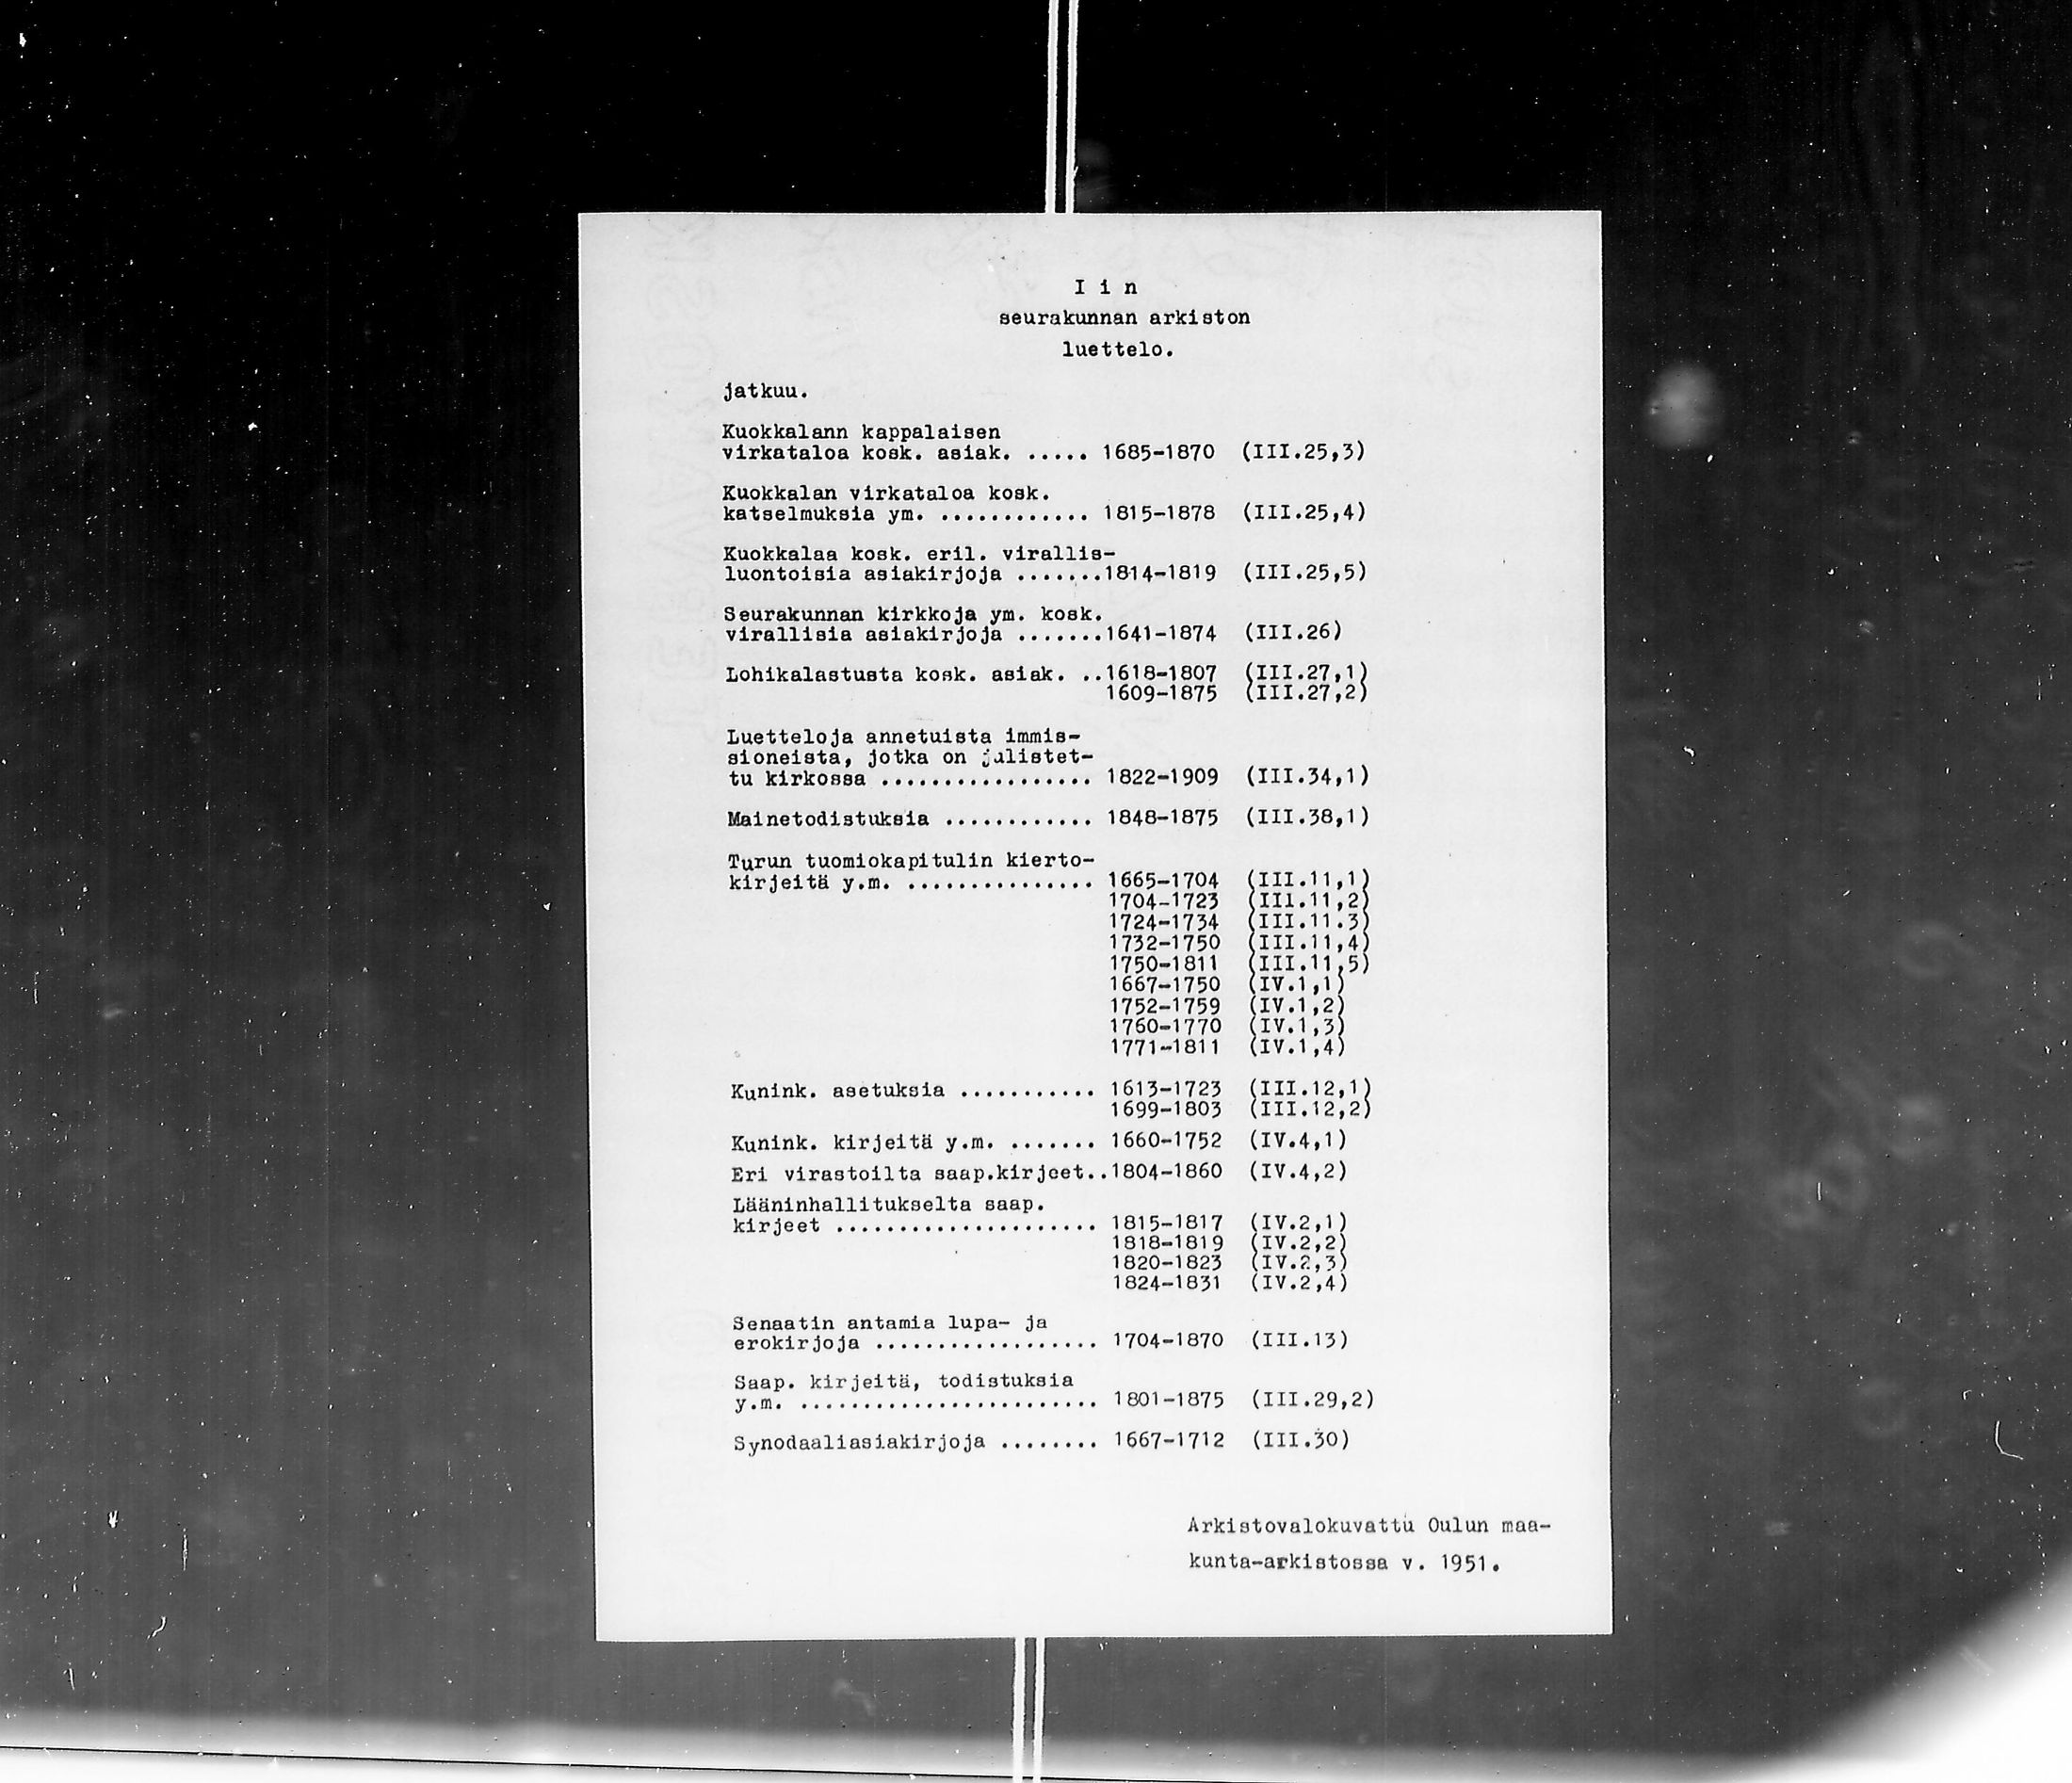 I i n
seurakunnan arkiston
luettelo.
jatkuu.
Kuokkalann kappalaisen
virkataloa kosk. asiak. ..... 1685-1870 (III.25,3)
Kuokkalan virkataloa kosk.
katselmuksia ym. ............ 1815-1878 (III.25,4)
Kuokkalaa kosk. eril. virallis-
luontoisia asiakirjoja .......1814-1819 (III.25,5)
Seurakunnan kirkkoja ym. kosk.
virallisia asiakirjoja .......1641-1874 (III.26)
Lohikalastusta kosk. asiak. ..1618-1807 (III.27,1)
1609-1875 (III.27,2)
Luetteloja annetuista immis-
sioneista, jotka on julistet-
tu kirkossa ................. 1822-1909 (III.34,1)
Mainetodistuksia ............ 1848-1875 (III.38,1)
Turun tuomiokapitulin kierto-
kirjeitä y.m. ............... 1665-1704 (III.11,1)
1704-1723 (III.11,2)
1724-1734 (III.11.3)
1732-1750 (III.11,4)
1750-1811 (III.11,5)
1667-1750 (IV.1,1)
1752-1759 (IV.1,2)
1760-1770 (IV.1,3)
1771-1811 (IV.1,4)
Kunink. asetuksia ........... 1613-1723 (III.12,1)
1699-1803 (III.12,2)
Kunink. kirjeitä y.m. ....... 1660-1752 (IV.4,1)
Eri virastoilta saap.kirjeet..1804-1860 (IV.4,2)
Lääninhallitukselta saap.
kirjeet ..................... 1815-1817 (IV.2,1)
1818-1819 (IV.2,2)
1820-1823 (IV.2,3)
1824-1831 (IV.2,4)
Senaatin antamia lupa- ja
erokirjoja .................. 1704-1870 (III.13)
Saap. kirjeitä, todistuksia
y.m. ........................ 1801-1875 (III.29,2)
Synodaaliasiakirjoja ........ 1667-1712 (III.30)
Arkistovalokuvattu Oulun maa-
kunta-arkistossa v. 1951.